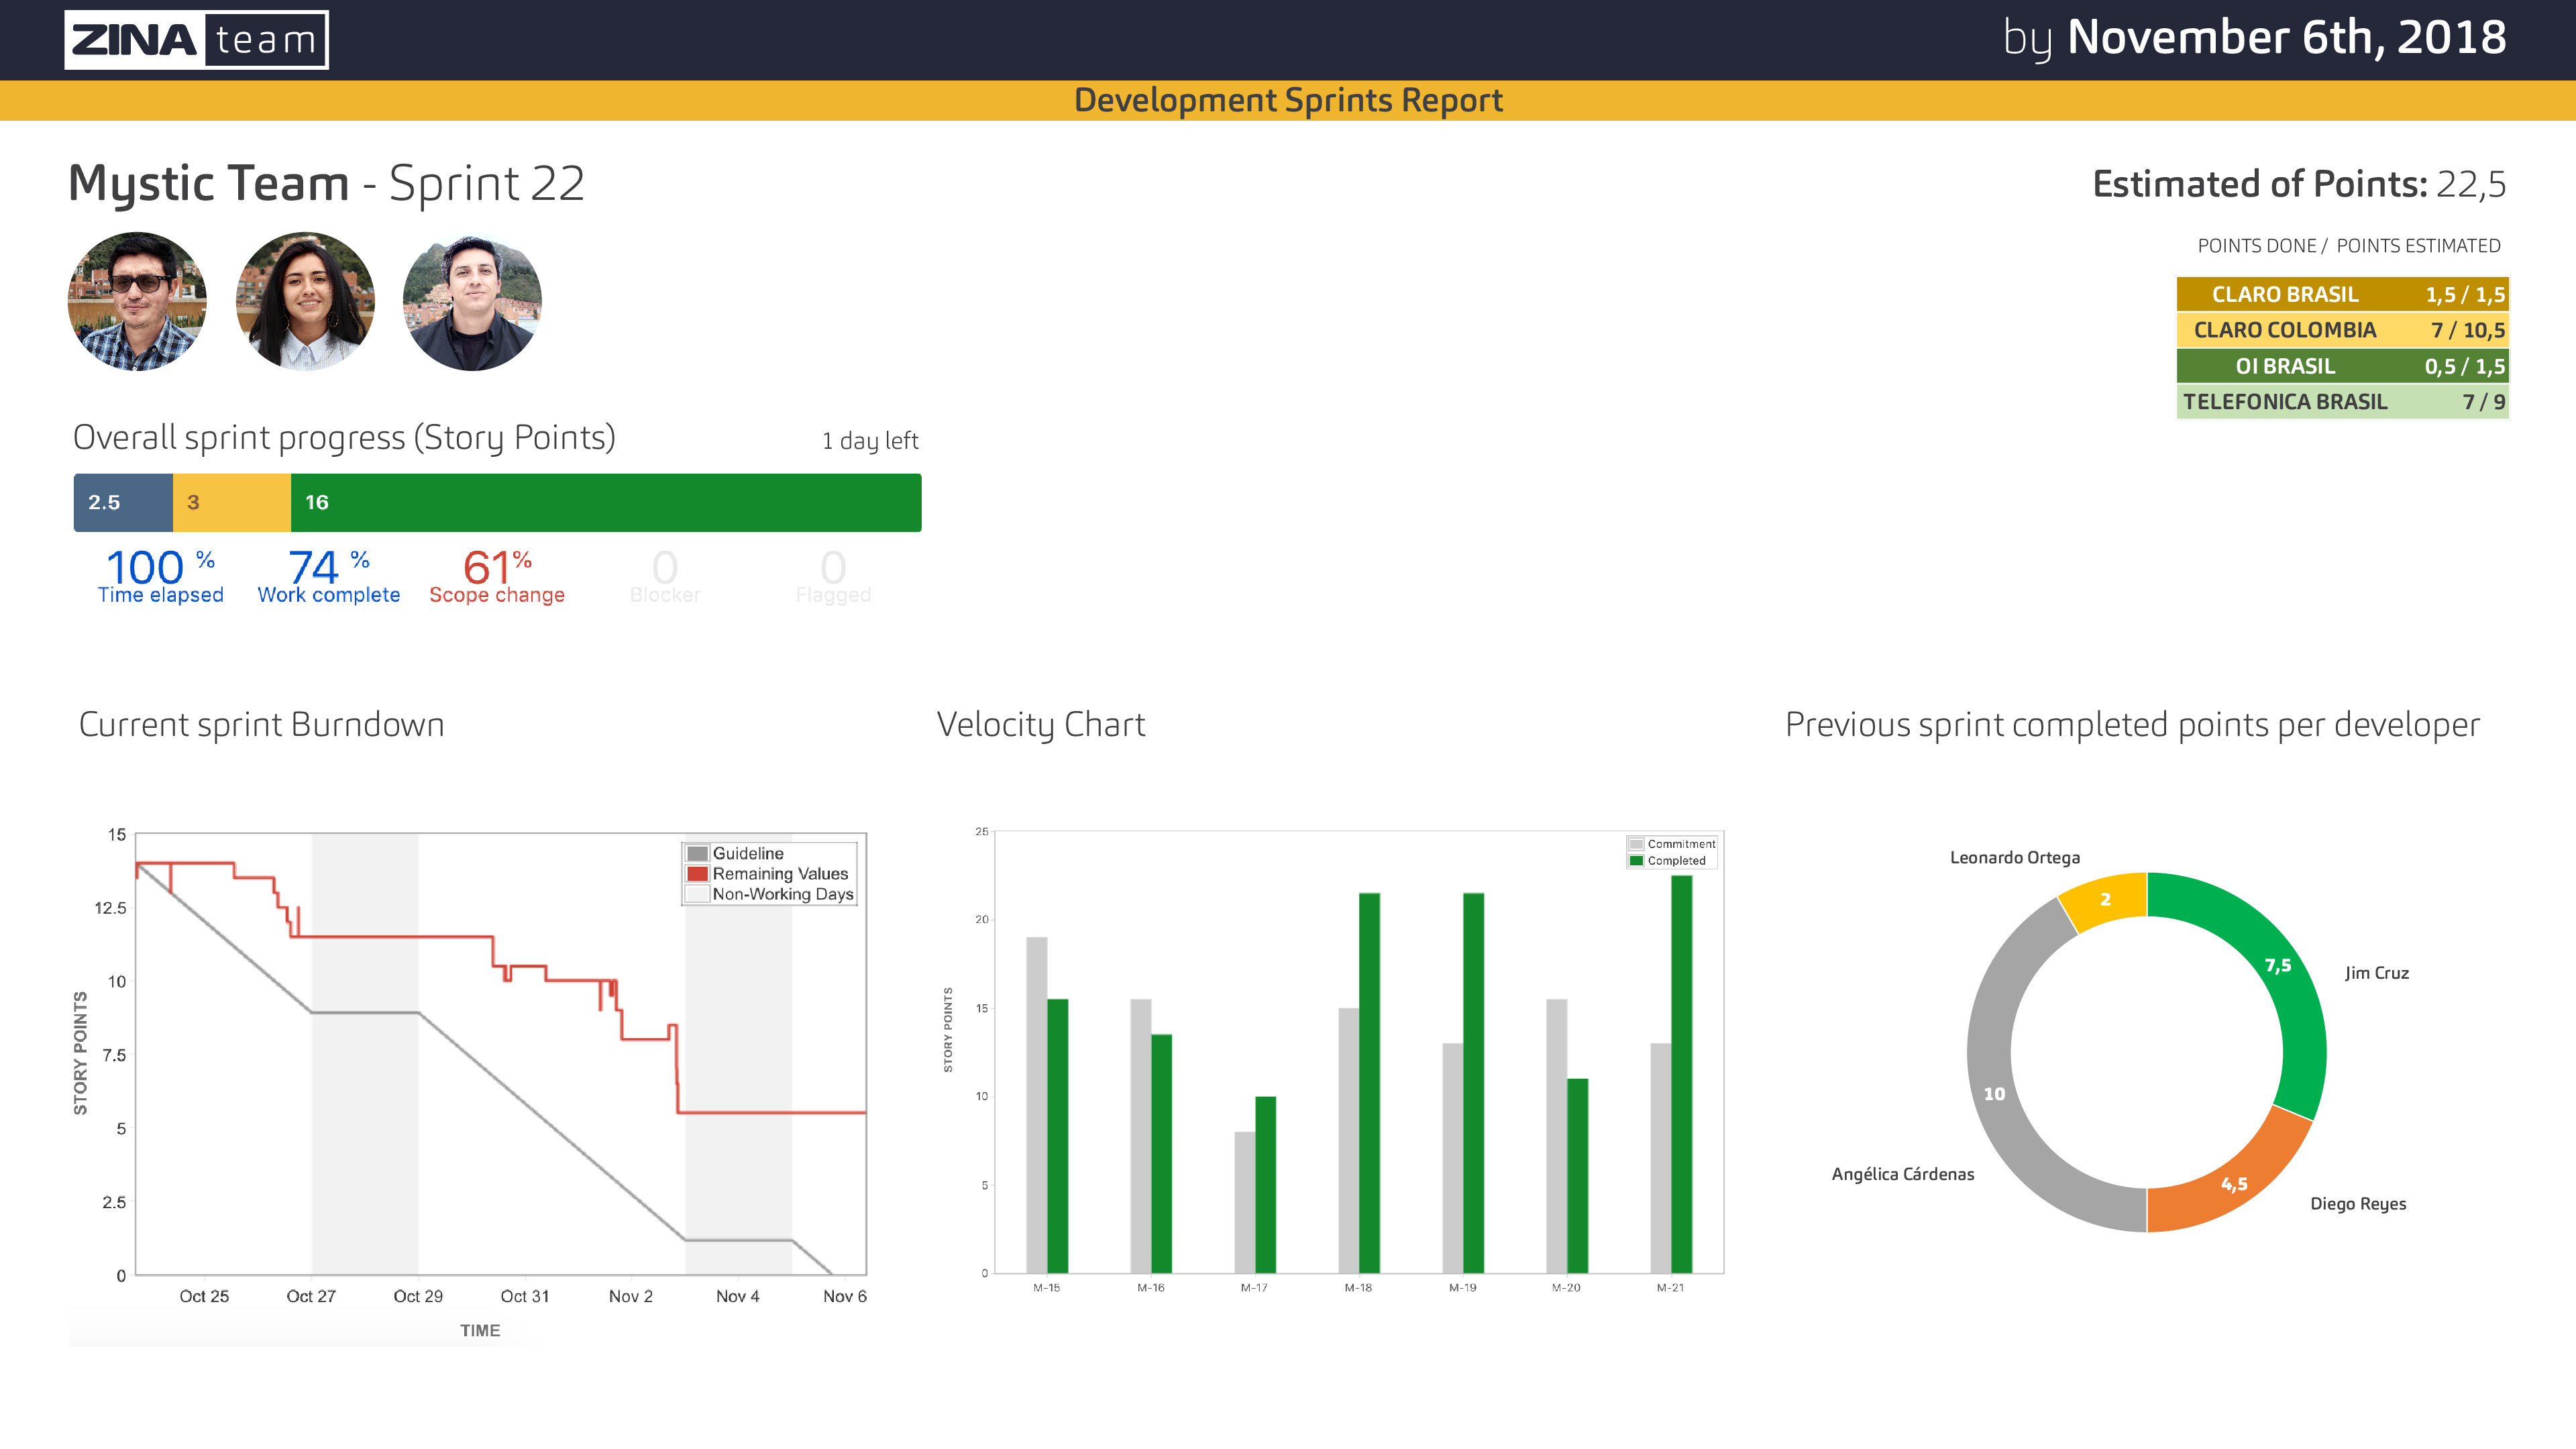 ZINA team
by November 6th, 2018
Development Sprints Report
Mystic Team - Sprint 22
Estimated of Points: 22,5
POINTS DONE / POINTS ESTIMATED
CLARO BRASIL 1,5 / 1,5
CLARO COLOMBIA 7 / 10,5
OI BRASIL 0,5 / 1,5
TELEFONICA BRASIL 7 / 9
Overall sprint progress (Story Points) 1 day left
2.5 3 16
100 % 74 % 61% 0 0
Time elapsed Work complete Scope change Blocker Flagged
Current sprint Burndown
15
12.5
10
7.5
5
2.5
0
STORY POINTS
Guideline
Remaining Values
Non-Working Days
Oct 25 Oct 27 Oct 29 Oct 31 Nov 2 Nov 4 Nov 6
TIME
Velocity Chart
25
20
15
10
5
0
STORY POINTS
Commitment
Completed
M-15 M-16 M-17 M-18 M-19 M-20 M-21
Previous sprint completed points per developer
Leonardo Ortega
2
7,5
Jim Cruz
10
Angélica Cárdenas
4,5
Diego Reyes